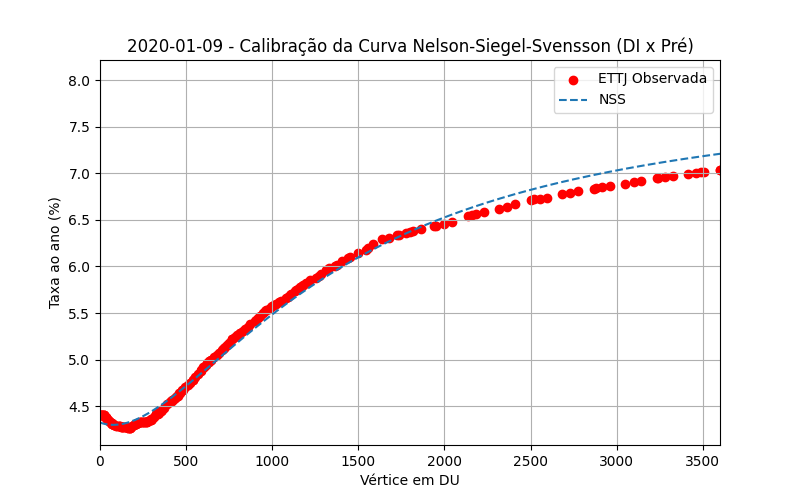 2020-01-09 - Calibração da Curva Nelson-Siegel-Svensson (DI x Pré)
ETTJ Observada
NSS
Taxa ao ano (%)
8.0
7.5
7.0
6.5
6.0
5.5
5.0
4.5
0 500 1000 1500 2000 2500 3000 3500
Vértice em DU